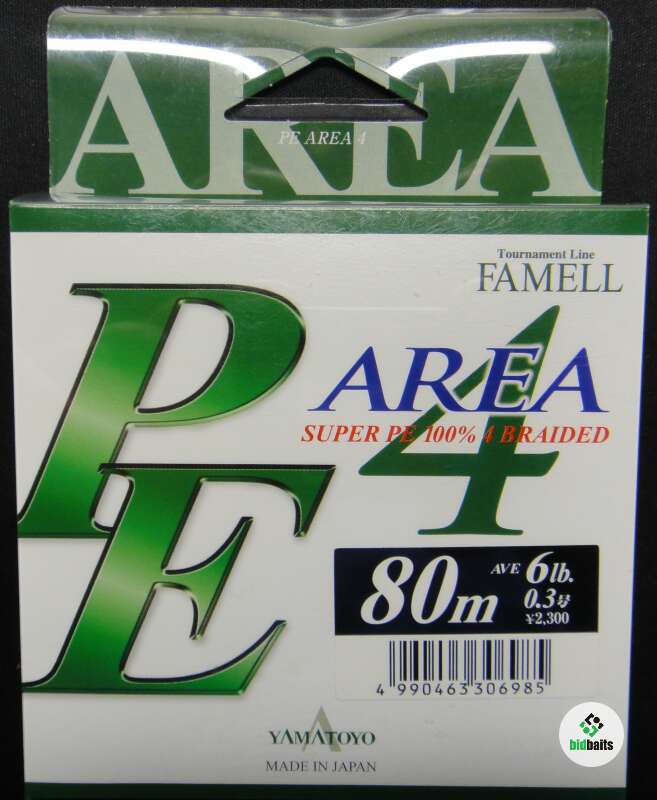 AREA
PE AREA 4
Tournament Line
FAMELL
PE
AREA 4
SUPER PE 100% 4 BRAIDED
80m AVE 6lb.
0.3号
¥2,300
4 990463 306985
YAMATOYO
MADE IN JAPAN
bidbaits